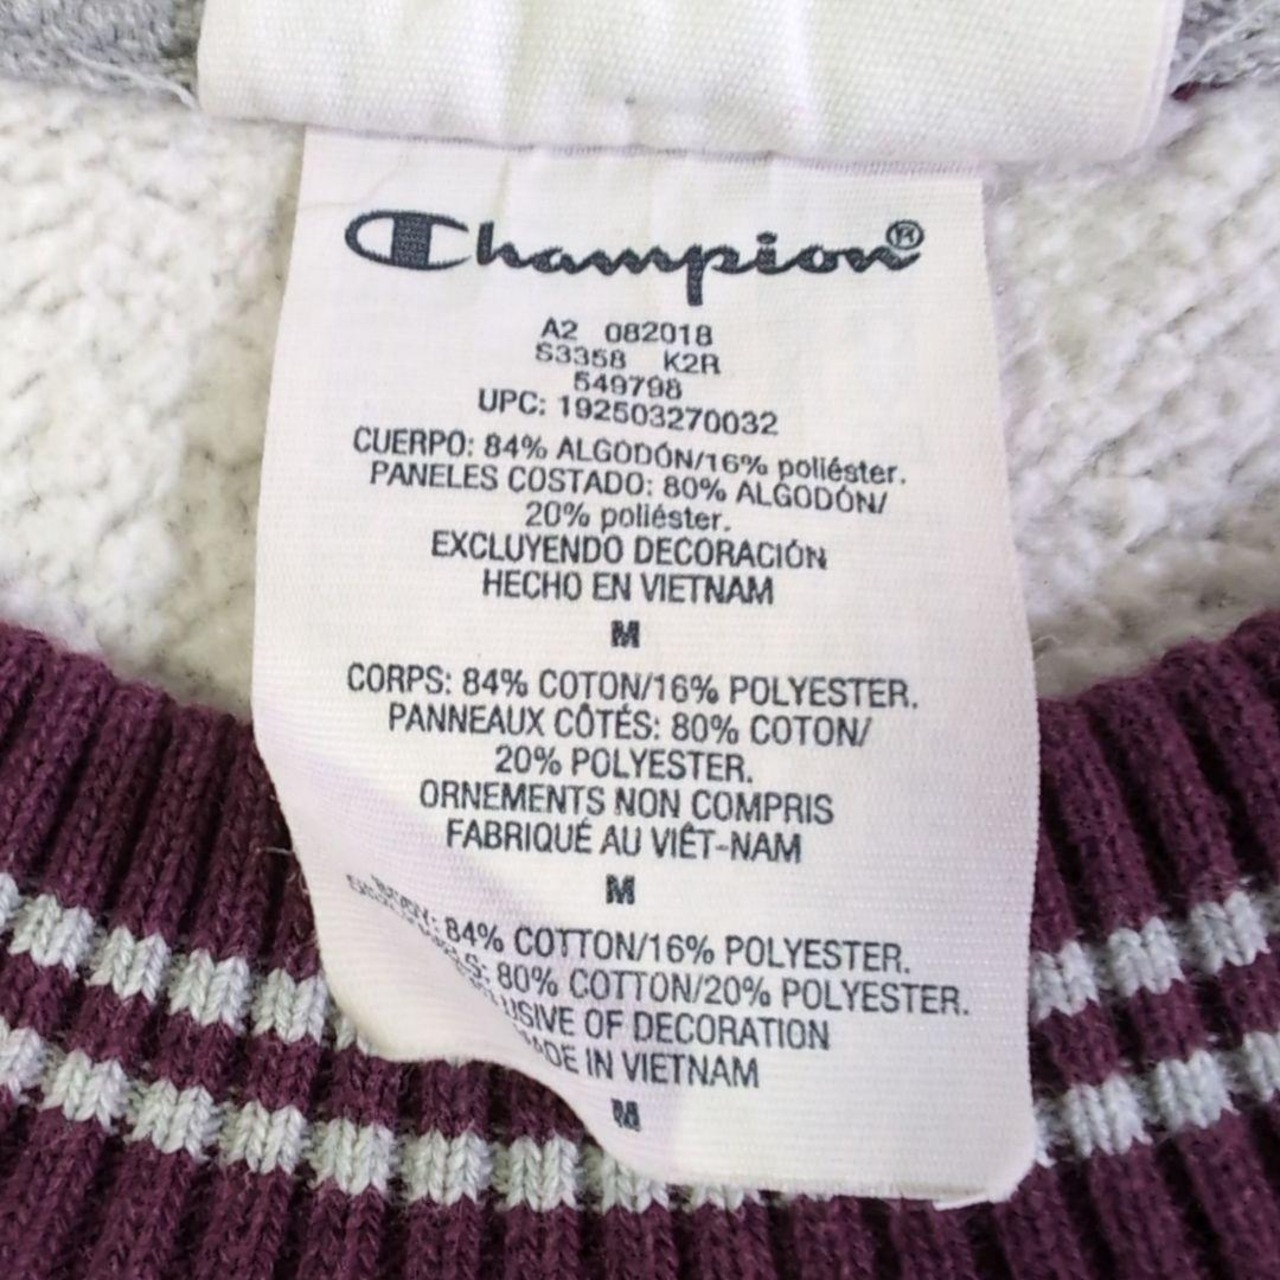 Champion®
A2 082018
S3358 K2R
549798
UPC: 192503270032
CUERPO: 84% ALGODÓN/16% poliéster.
PANELES COSTADO: 80% ALGODÓN/
20% poliéster.
EXCLUYENDO DECORACIÓN
HECHO EN VIETNAM
M
CORPS: 84% COTON/16% POLYESTER.
PANNEAUX CÔTÉS: 80% COTON/
20% POLYESTER.
ORNEMENTS NON COMPRIS
FABRIQUÉ AU VIÊT-NAM
M
BODY: 84% COTTON/16% POLYESTER.
80% COTTON/20% POLYESTER.
OF DECORATION
IN VIETNAM
M